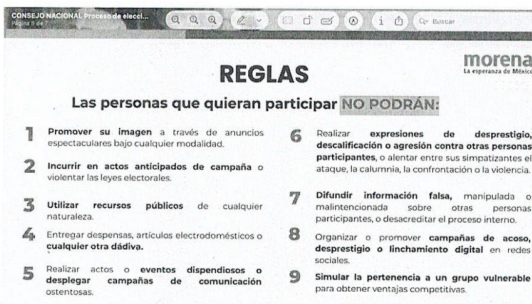 CONSEJO NACIONAL Proceso de elecci...
Página 5 de 7
Buscar
morena
La esperanza de México
REGLAS
Las personas que quieran participar NO PODRÁN:
1 Promover su imagen a través de anuncios
espectaculares bajo cualquier modalidad.
2 Incurrir en actos anticipados de campaña o
violentar las leyes electorales.
3 Utilizar recursos públicos de cualquier
naturaleza.
4 Entregar despensas, artículos electrodomésticos o
cualquier otra dádiva.
5 Realizar actos o eventos dispendiosos o
desplegar campañas de comunicación
ostentosas.
6 Realizar expresiones de desprestigio,
descalificación o agresión contra otras personas
participantes, o alentar entre sus simpatizantes el
ataque, la calumnia, la confrontación o la violencia.
7 Difundir información falsa, manipulada o
malintencionada sobre otras personas
participantes, o desacreditar el proceso interno.
8 Organizar o promover campañas de acoso,
desprestigio o linchamiento digital en redes
sociales.
9 Simular la pertenencia a un grupo vulnerable
para obtener ventajas competitivas.